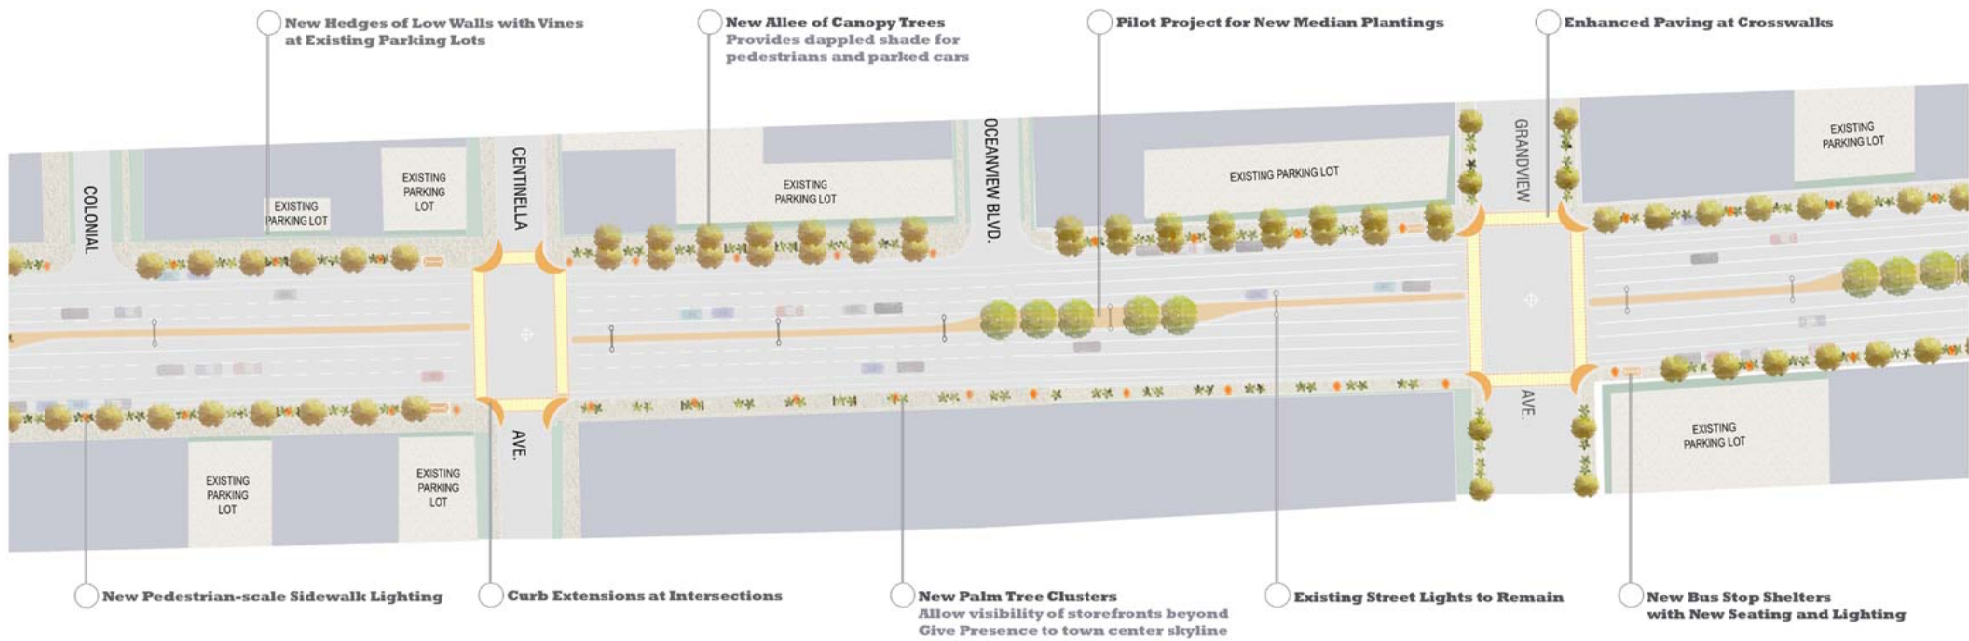 New Hedges of Low Walls with Vines
at Existing Parking Lots
New Allee of Canopy Trees
Provides dappled shade for
pedestrians and parked cars
Pilot Project for New Median Plantings
Enhanced Paving at Crosswalks
COLONIAL
EXISTING
PARKING LOT
EXISTING
PARKING
LOT
CENTINELLA
EXISTING
PARKING LOT
OCEANVIEW BLVD.
EXISTING PARKING LOT
GRANDVIEW
EXISTING
PARKING LOT
EXISTING
PARKING
LOT
EXISTING
PARKING
LOT
AVE.
AVE.
EXISTING
PARKING LOT
New Pedestrian-scale Sidewalk Lighting
Curb Extensions at Intersections
New Palm Tree Clusters
Allow visibility of storefronts beyond
Give Presence to town center skyline
Existing Street Lights to Remain
New Bus Stop Shelters
with New Seating and Lighting